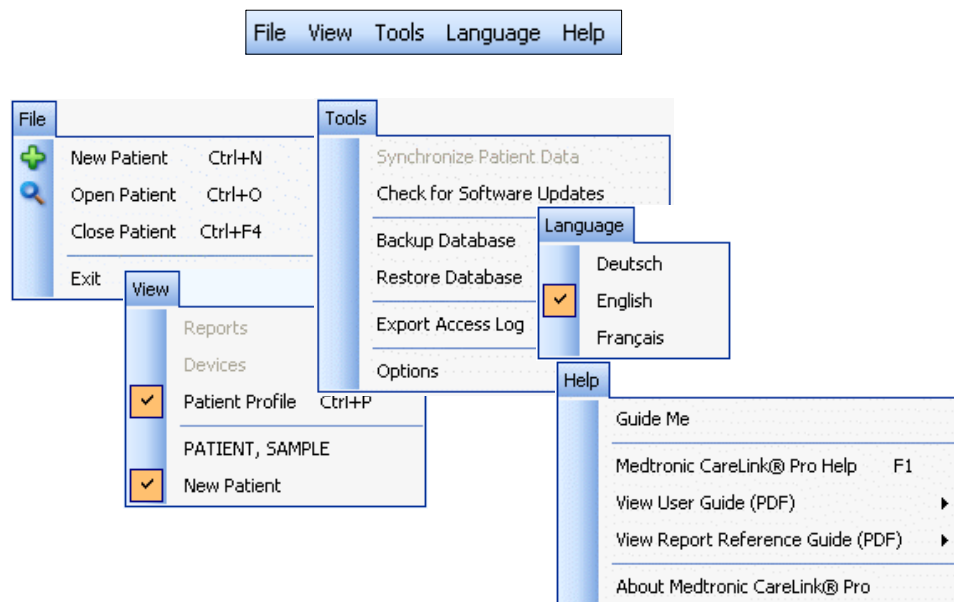 File View Tools Language Help
File
New Patient Ctrl+N
Open Patient Ctrl+O
Close Patient Ctrl+F4
Exit
View
Reports
Devices
Patient Profile Ctrl+P
PATIENT, SAMPLE
New Patient
Tools
Synchronize Patient Data
Check for Software Updates
Backup Database
Restore Database
Export Access Log
Options
Language
Deutsch
English
Français
Help
Guide Me
Medtronic CareLink® Pro Help F1
View User Guide (PDF)
View Report Reference Guide (PDF)
About Medtronic CareLink® Pro